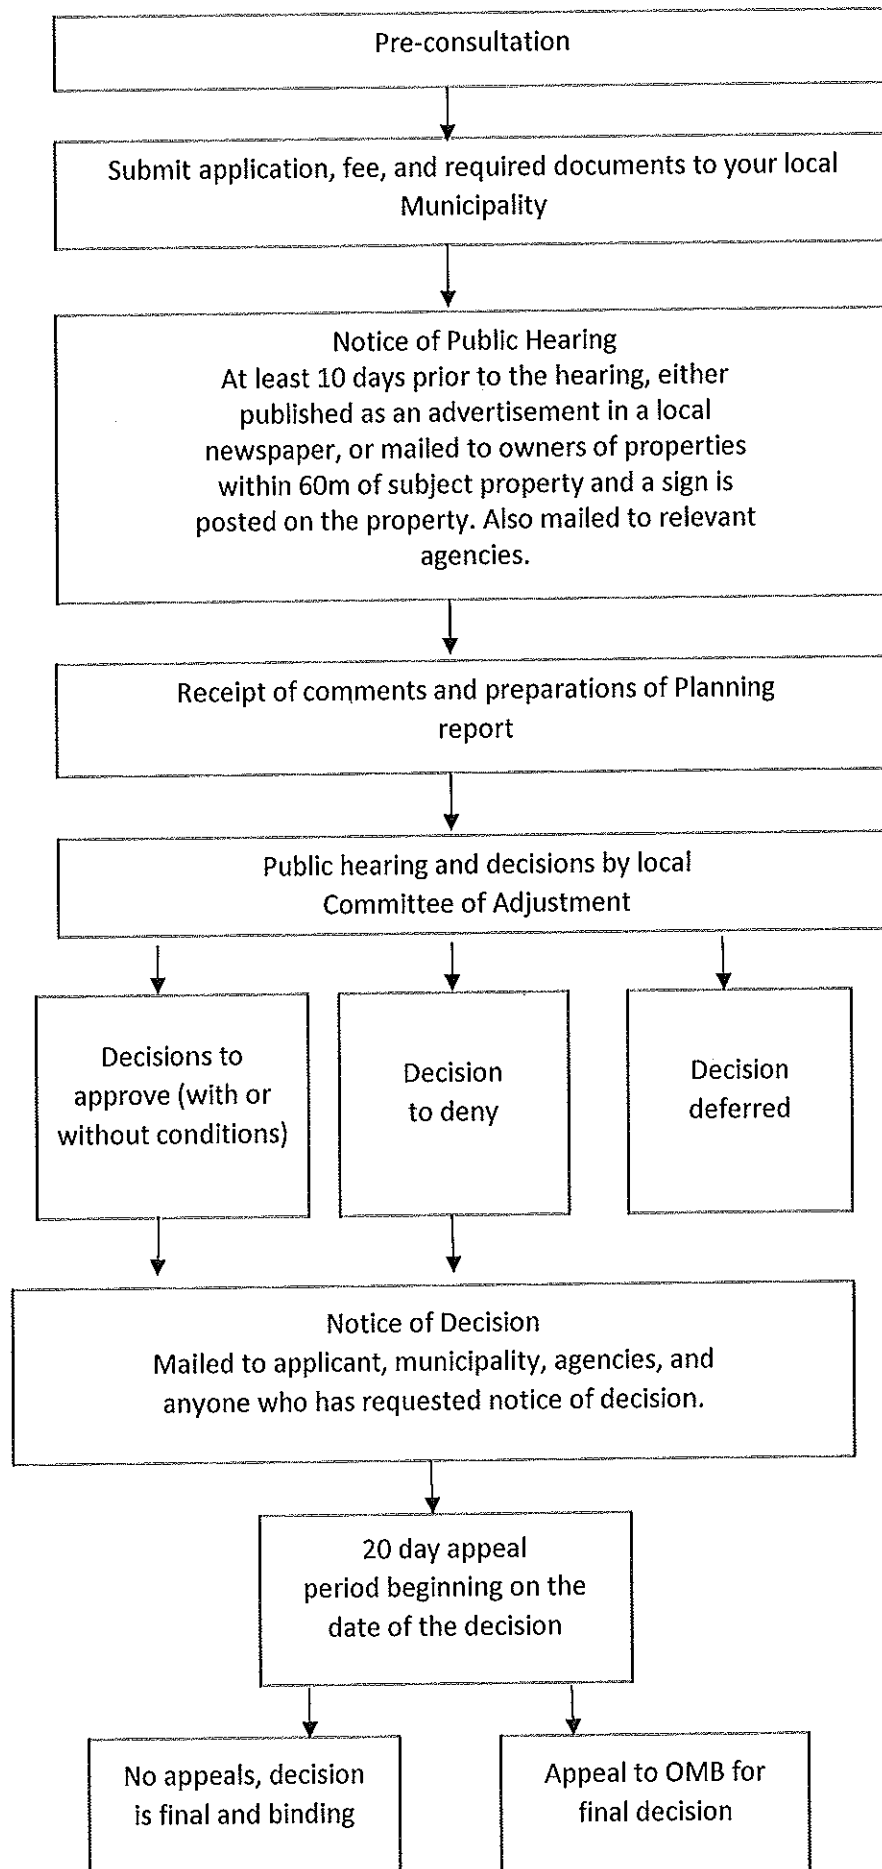 Pre-consultation
Submit application, fee, and required documents to your local
Municipality
Notice of Public Hearing
At least 10 days prior to the hearing, either
published as an advertisement in a local
newspaper, or mailed to owners of properties
within 60m of subject property and a sign is
posted on the property. Also mailed to relevant
agencies.
Receipt of comments and preparations of Planning
report
Public hearing and decisions by local
Committee of Adjustment
Decisions to
approve (with or
without conditions)
Decision
to deny
Decision
deferred
Notice of Decision
Mailed to applicant, municipality, agencies, and
anyone who has requested notice of decision.
20 day appeal
period beginning on the
date of the decision
No appeals, decision
is final and binding
Appeal to OMB for
final decision